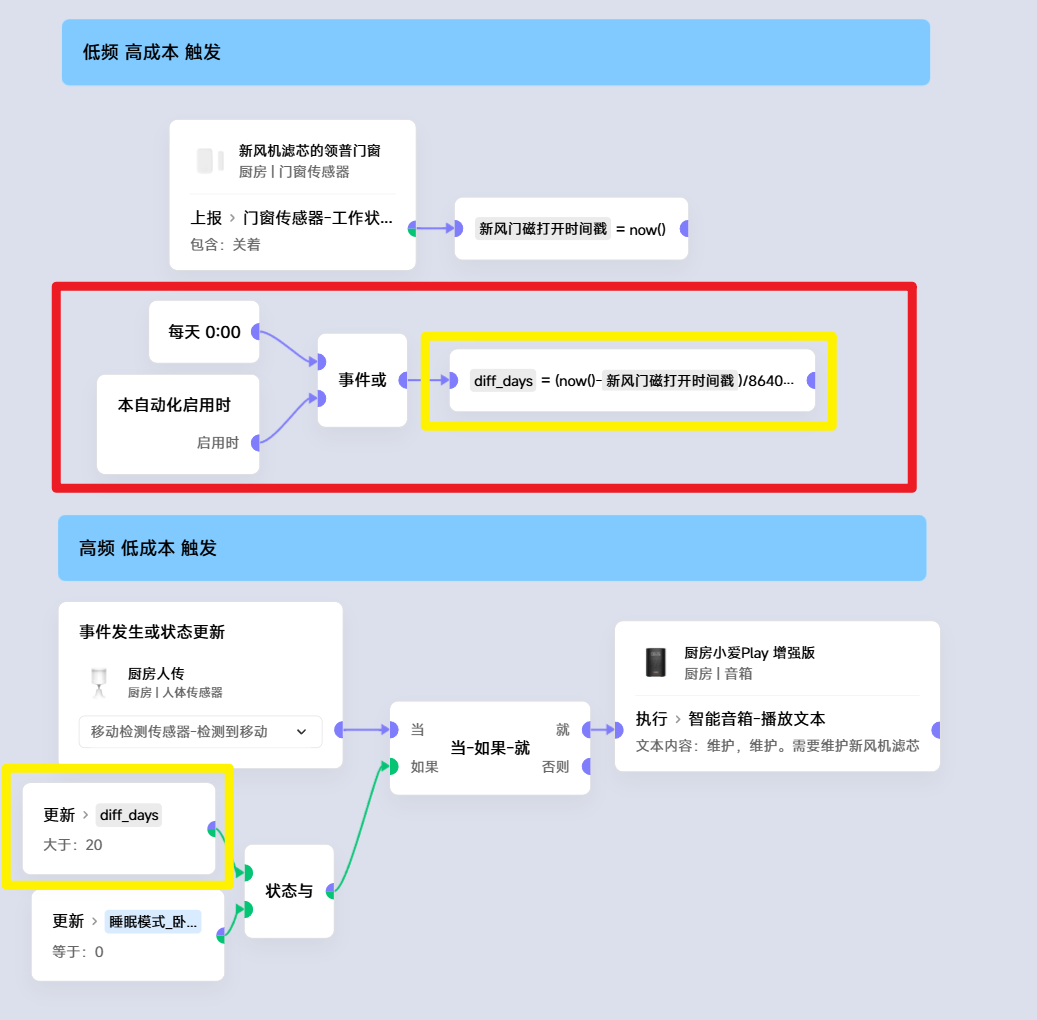 低频 高成本 触发
新风机滤芯的领普门窗
厨房 | 门窗传感器
上报 > 门窗传感器-工作状...
包含：关着
新风门磁打开时间戳 = now()
每天 0:00
本自动化启用时
启用时
事件或
diff_days = (now()- 新风门磁打开时间戳 )/8640...
高频 低成本 触发
事件发生或状态更新
厨房人传
厨房 | 人体传感器
移动检测传感器-检测到移动
当
如果
当-如果-就
就
否则
厨房小爱Play 增强版
厨房 | 音箱
执行 > 智能音箱-播放文本
文本内容：维护，维护。需要维护新风机滤芯
更新 > diff_days
大于：20
状态与
更新 > 睡眠模式_卧...
等于：0